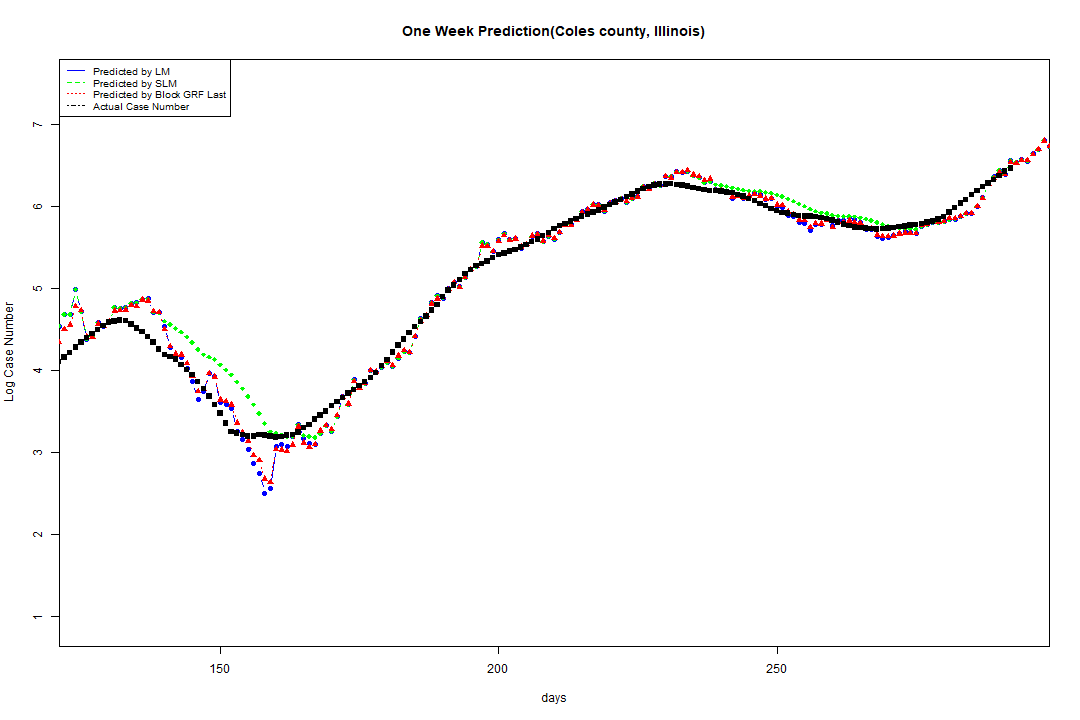 One Week Prediction(Coles county, Illinois)
Predicted by LM
Predicted by SLM
Predicted by Block GRF Last
Actual Case Number
7
6
5
4
3
2
1
Log Case Number
150 200 250
days